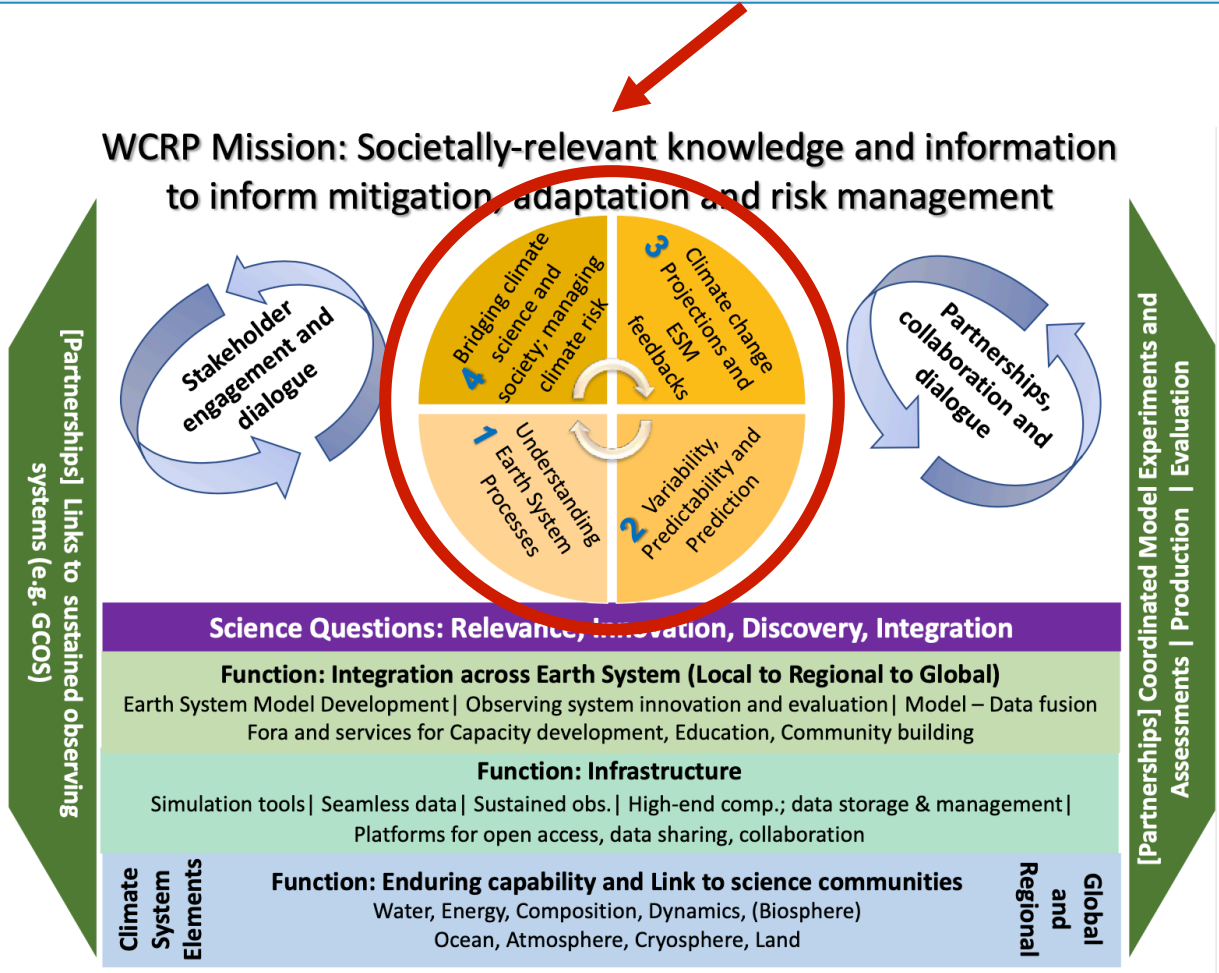 WCRP Mission: Societally-relevant knowledge and information
to inform mitigation, adaptation and risk management
[Partnerships] Links to sustained observing
systems (e.g. GCOS)
Stakeholder
engagement and
dialogue
4
Bridging climate
science and
society; managing
climate risk
3
Climate change
Projections and
ESM
feedbacks
1
Understanding
Earth System
Processes
2
Variability,
Predictability and
Prediction
Partnerships,
collaboration and
dialogue
[Partnerships] Coordinated Model Experiments and
Assessments | Production | Evaluation
Science Questions: Relevance, Innovation, Discovery, Integration
Function: Integration across Earth System (Local to Regional to Global)
Earth System Model Development| Observing system innovation and evaluation| Model – Data fusion
Fora and services for Capacity development, Education, Community building
Function: Infrastructure
Simulation tools| Seamless data| Sustained obs.| High-end comp.; data storage & management|
Platforms for open access, data sharing, collaboration
Climate
System
Elements
Function: Enduring capability and Link to science communities
Water, Energy, Composition, Dynamics, (Biosphere)
Ocean, Atmosphere, Cryosphere, Land
Global
and
Regional